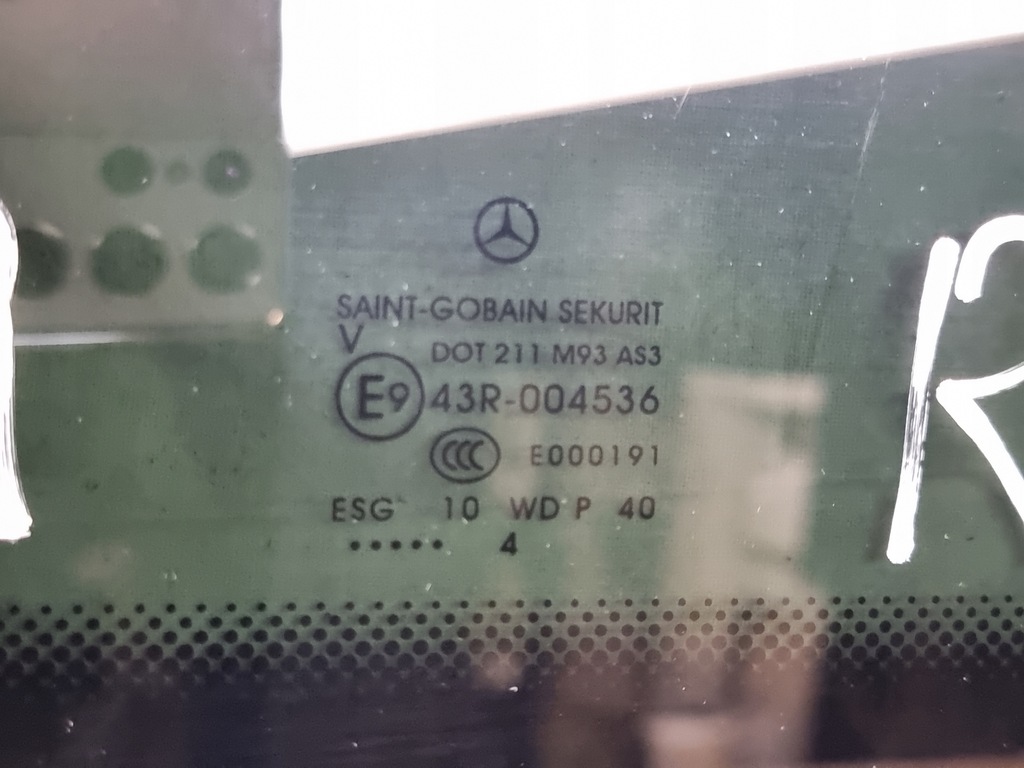 SAINT-GOBAIN SEKURIT
V
DOT 211 M93 AS3
E9 43R-004536
CCC E000191
ESG 10 WD P 40
..... 4
R